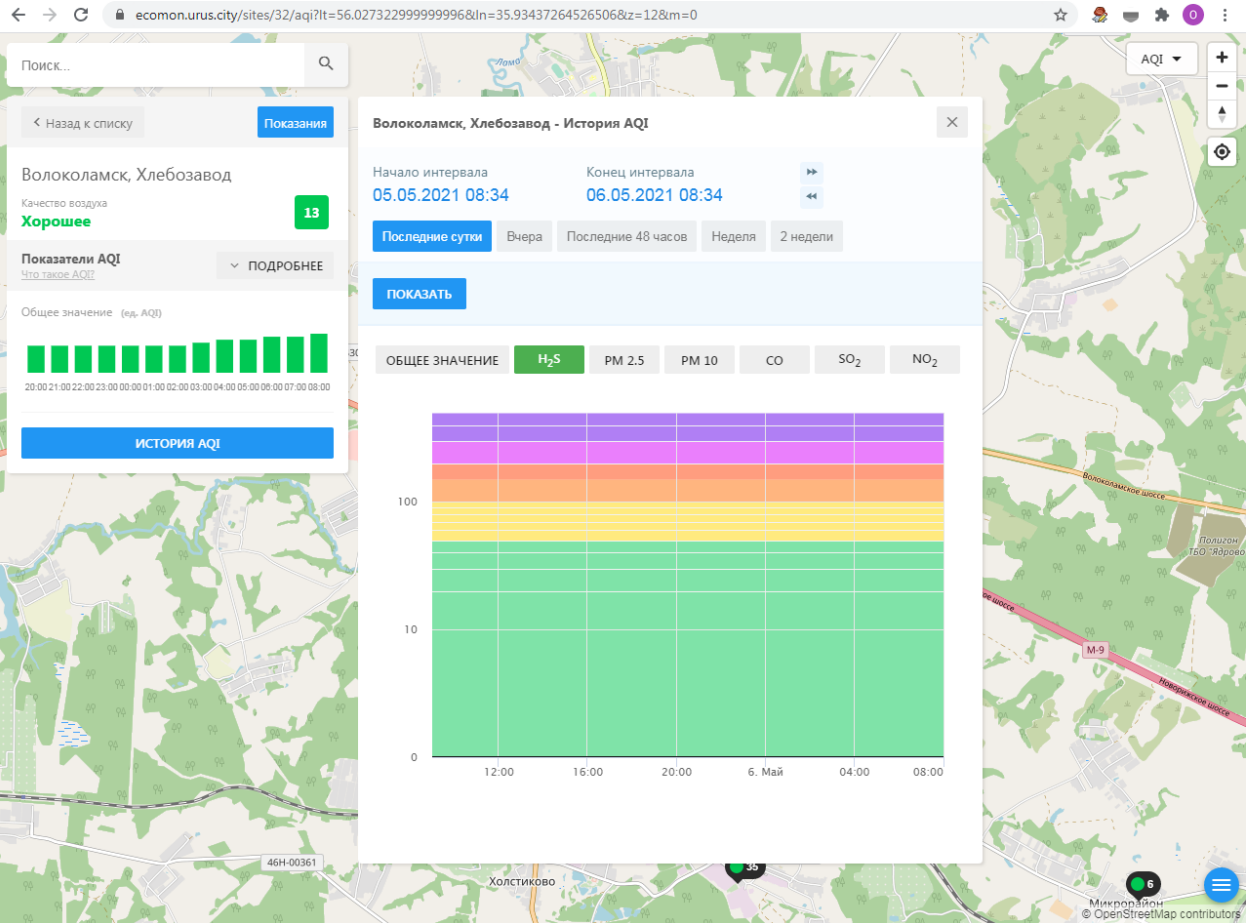 ecomon.urus.city/sites/32/aqi?lt=56.027322999999996&ln=35.93437264526506&z=12&m=0
О
Поиск...
AQI
Лама
Назад к списку
Показания
Волоколамск, Хлебозавод
Качество воздуха
Хорошее
13
Показатели AQI
Что такое AQI?
ПОДРОБНЕЕ
Общее значение (ед. AQI)
20:00 21:00 22:00 23:00 00:00 01:00 02:00 03:00 04:00 05:00 06:00 07:00 08:00
ИСТОРИЯ AQI
Волоколамск, Хлебозавод - История AQI
Начало интервала
Конец интервала
05.05.2021 08:34
06.05.2021 08:34
Последние сутки
Вчера
Последние 48 часов
Неделя
2 недели
ПОКАЗАТЬ
ОБЩЕЕ ЗНАЧЕНИЕ
H2S
PM 2.5
PM 10
CO
SO2
NO2
100
10
0
12:00
16:00
20:00
6. Май
04:00
08:00
Волоколамское шоссе
Полигон
ТБО "Ядрово
кое шоссе
М-9
Новорижское шоссе
46Н-00361
Холстиково
35
6
Микрорайон
© OpenStreetMap contributors